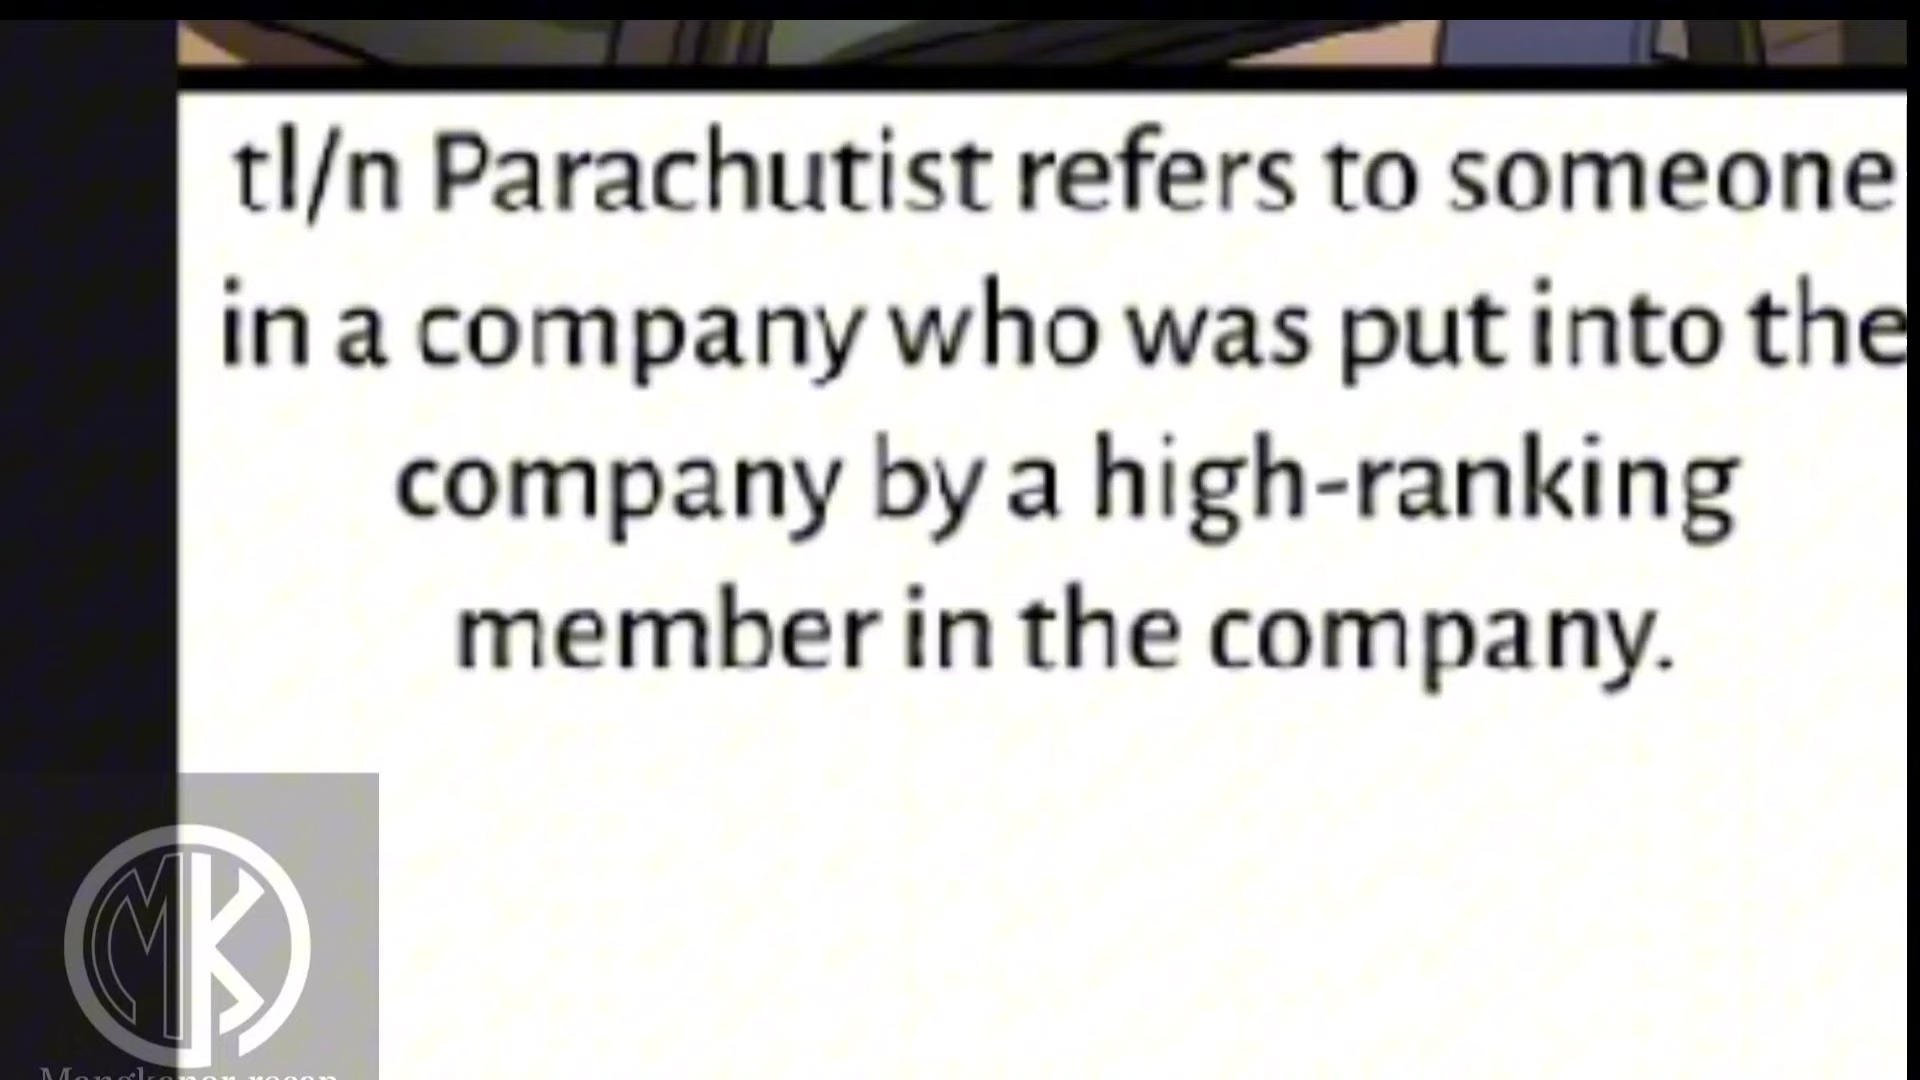 tl/n Parachutist refers to someone
in a company who was put into the
company by a high-ranking
member in the company.
MK